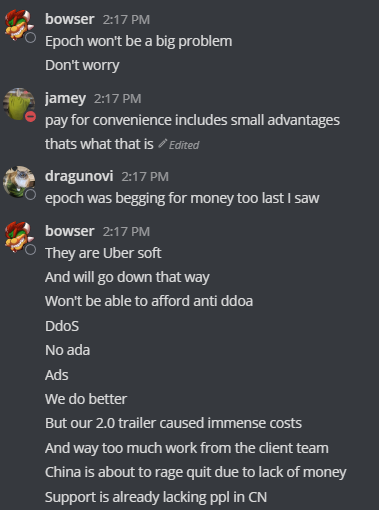 bowser 2:17 PM
Epoch won't be a big problem
Don't worry
jamey 2:17 PM
pay for convenience includes small advantages
thats what that is Edited
dragunovi 2:17 PM
epoch was begging for money too last I saw
bowser 2:17 PM
They are Uber soft
And will go down that way
Won't be able to afford anti ddoa
DdoS
No ada
Ads
We do better
But our 2.0 trailer caused immense costs
And way too much work from the client team
China is about to rage quit due to lack of money
Support is already lacking ppl in CN